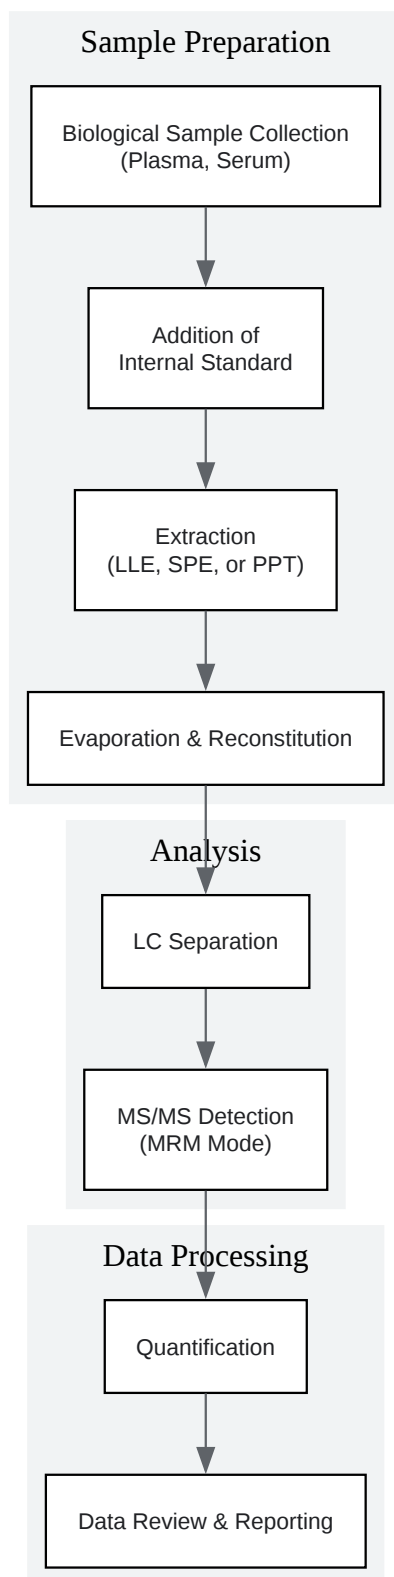 Sample Preparation
Biological Sample Collection
(Plasma, Serum)
Addition of
Internal Standard
Extraction
(LLE, SPE, or PPT)
Evaporation & Reconstitution
Analysis
LC Separation
MS/MS Detection
(MRM Mode)
Data Processing
Quantification
Data Review & Reporting